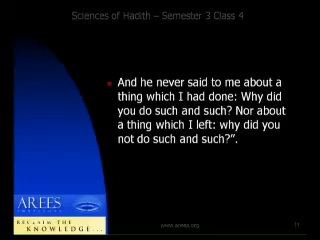 Sciences of Hadith – Semester 3 Class 4
And he never said to me about a
thing which I had done: Why did
you do such and such? Nor about
a thing which I left: why did you
not do such and such?”.
AREES
RECLAIM THE
KNOWLEDGE...
www.arees.org
11